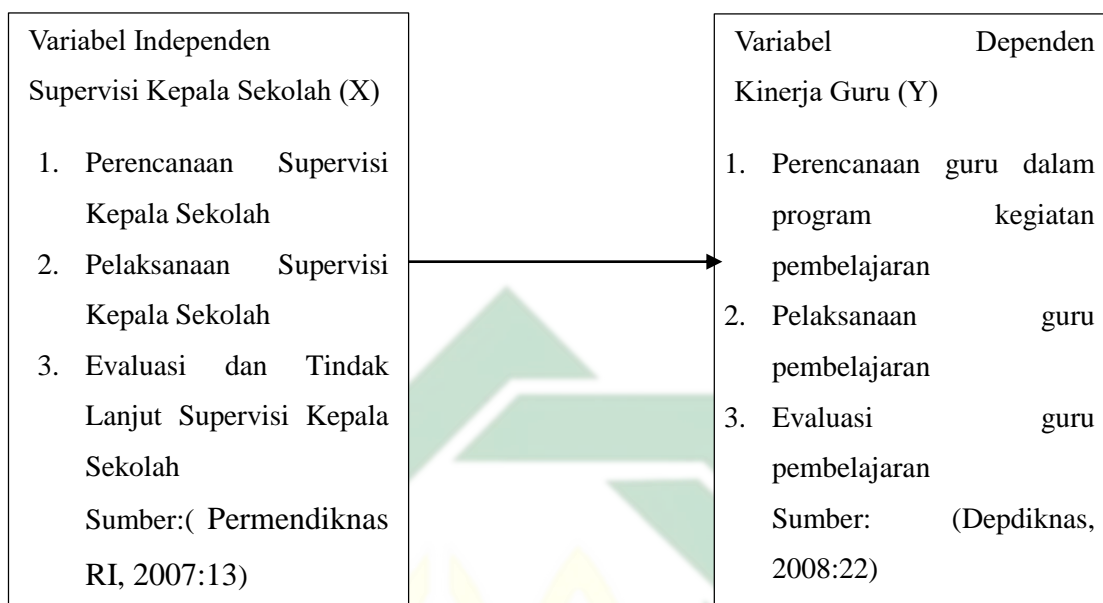 Variabel Independen
Supervisi Kepala Sekolah (X)
1. Perencanaan Supervisi
Kepala Sekolah
2. Pelaksanaan Supervisi
Kepala Sekolah
3. Evaluasi dan Tindak
Lanjut Supervisi Kepala
Sekolah
Sumber:( Permendiknas
RI, 2007:13)
Variabel Dependen
Kinerja Guru (Y)
1. Perencanaan guru dalam
program kegiatan
pembelajaran
2. Pelaksanaan guru
pembelajaran
3. Evaluasi guru
pembelajaran
Sumber: (Depdiknas,
2008:22)